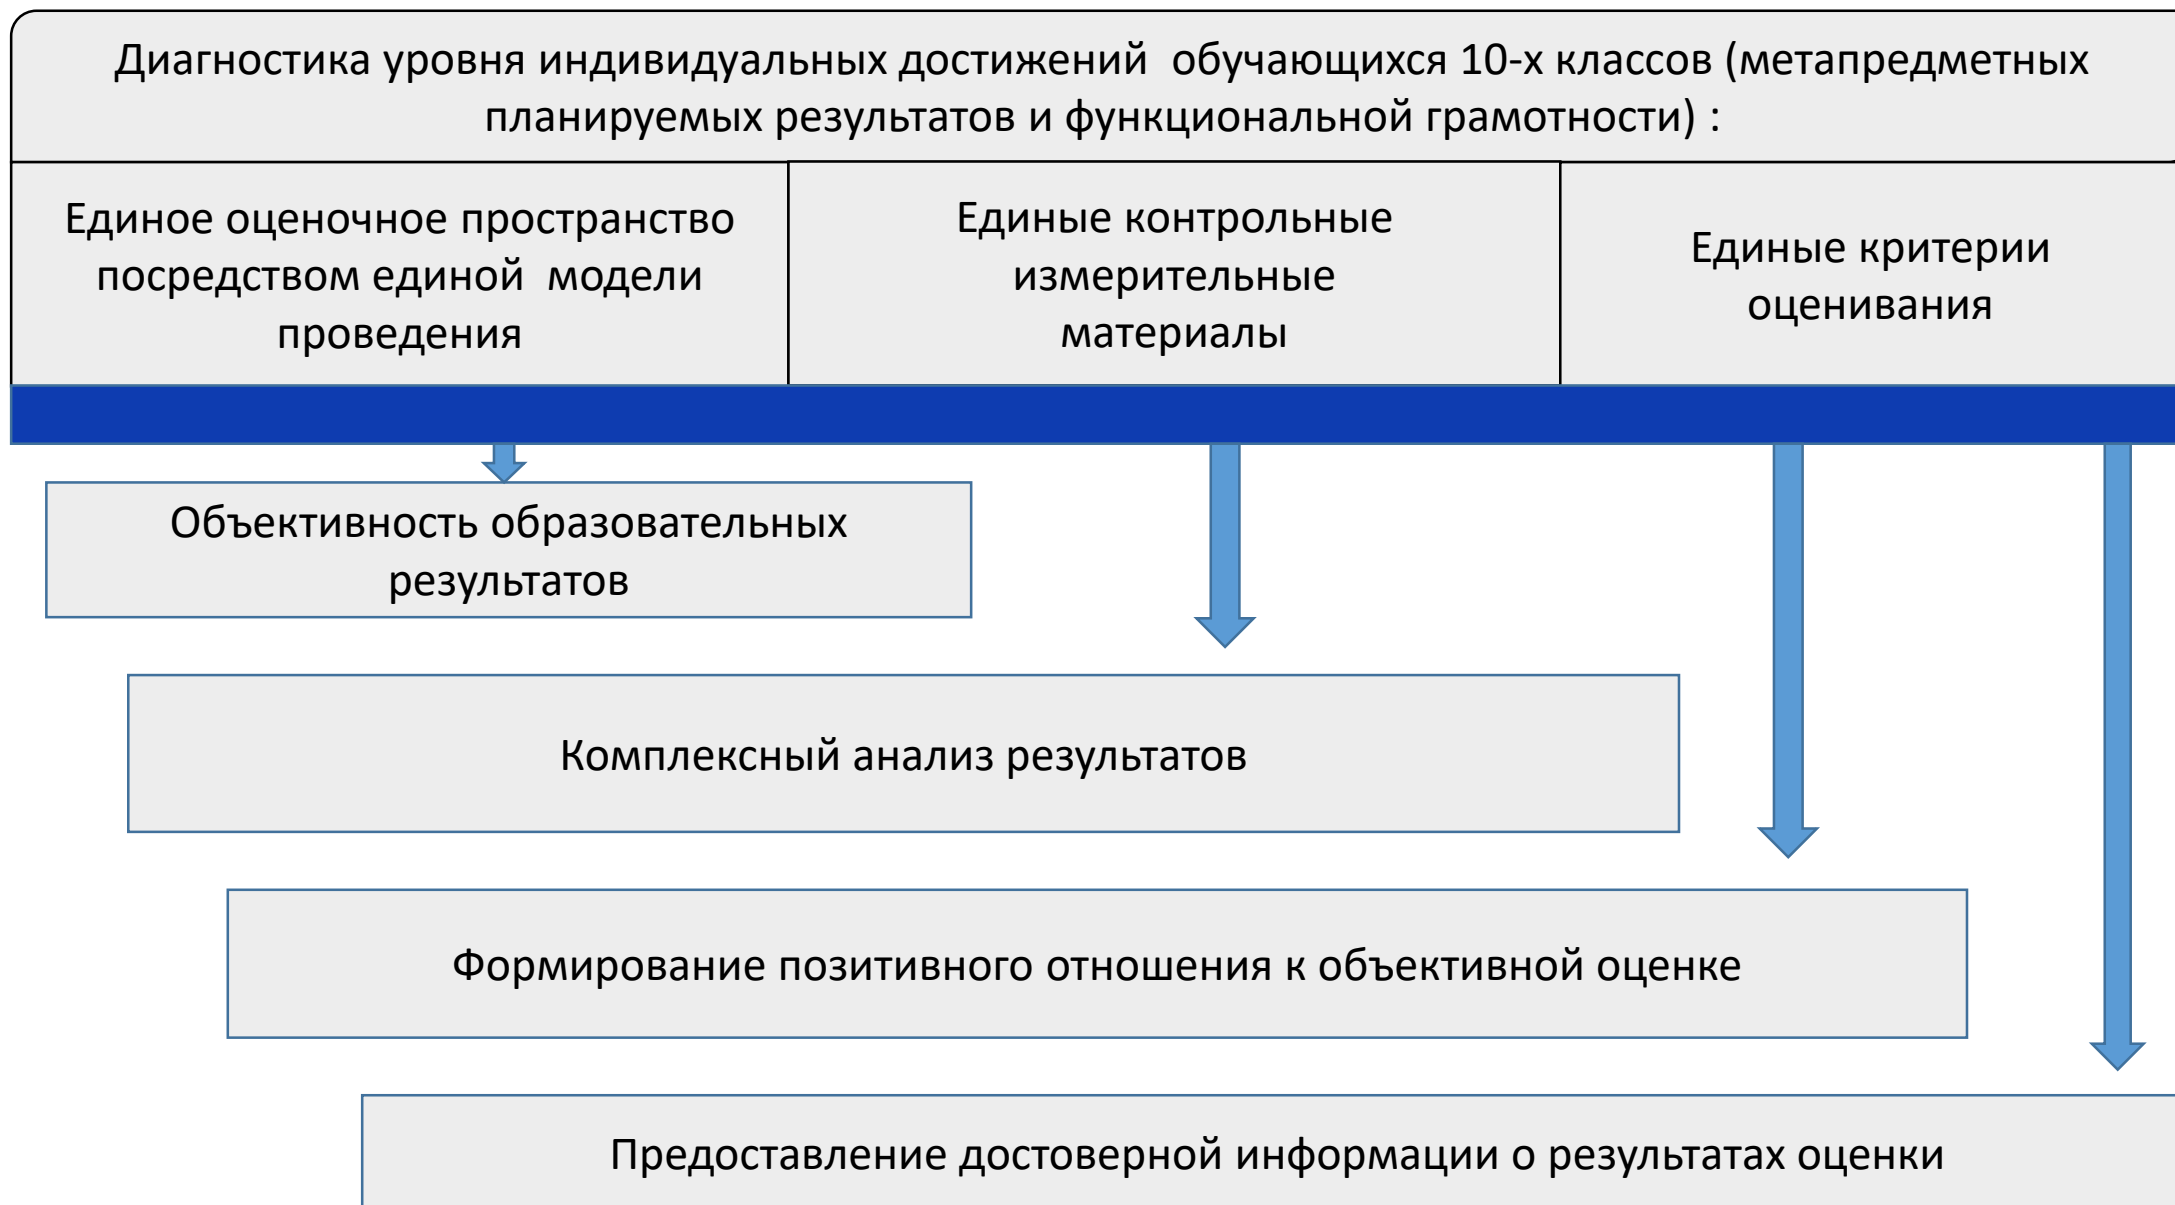 Диагностика уровня индивидуальных достижений  обучающихся 10-х классов (метапредметных
планируемых результатов и функциональной грамотности) :
Единое оценочное пространство
посредством единой  модели
проведения
Единые контрольные
измерительные
материалы
Единые критерии
оценивания
Объективность образовательных
результатов
Комплексный анализ результатов
Формирование позитивного отношения к объективной оценке
Предоставление достоверной информации о результатах оценки